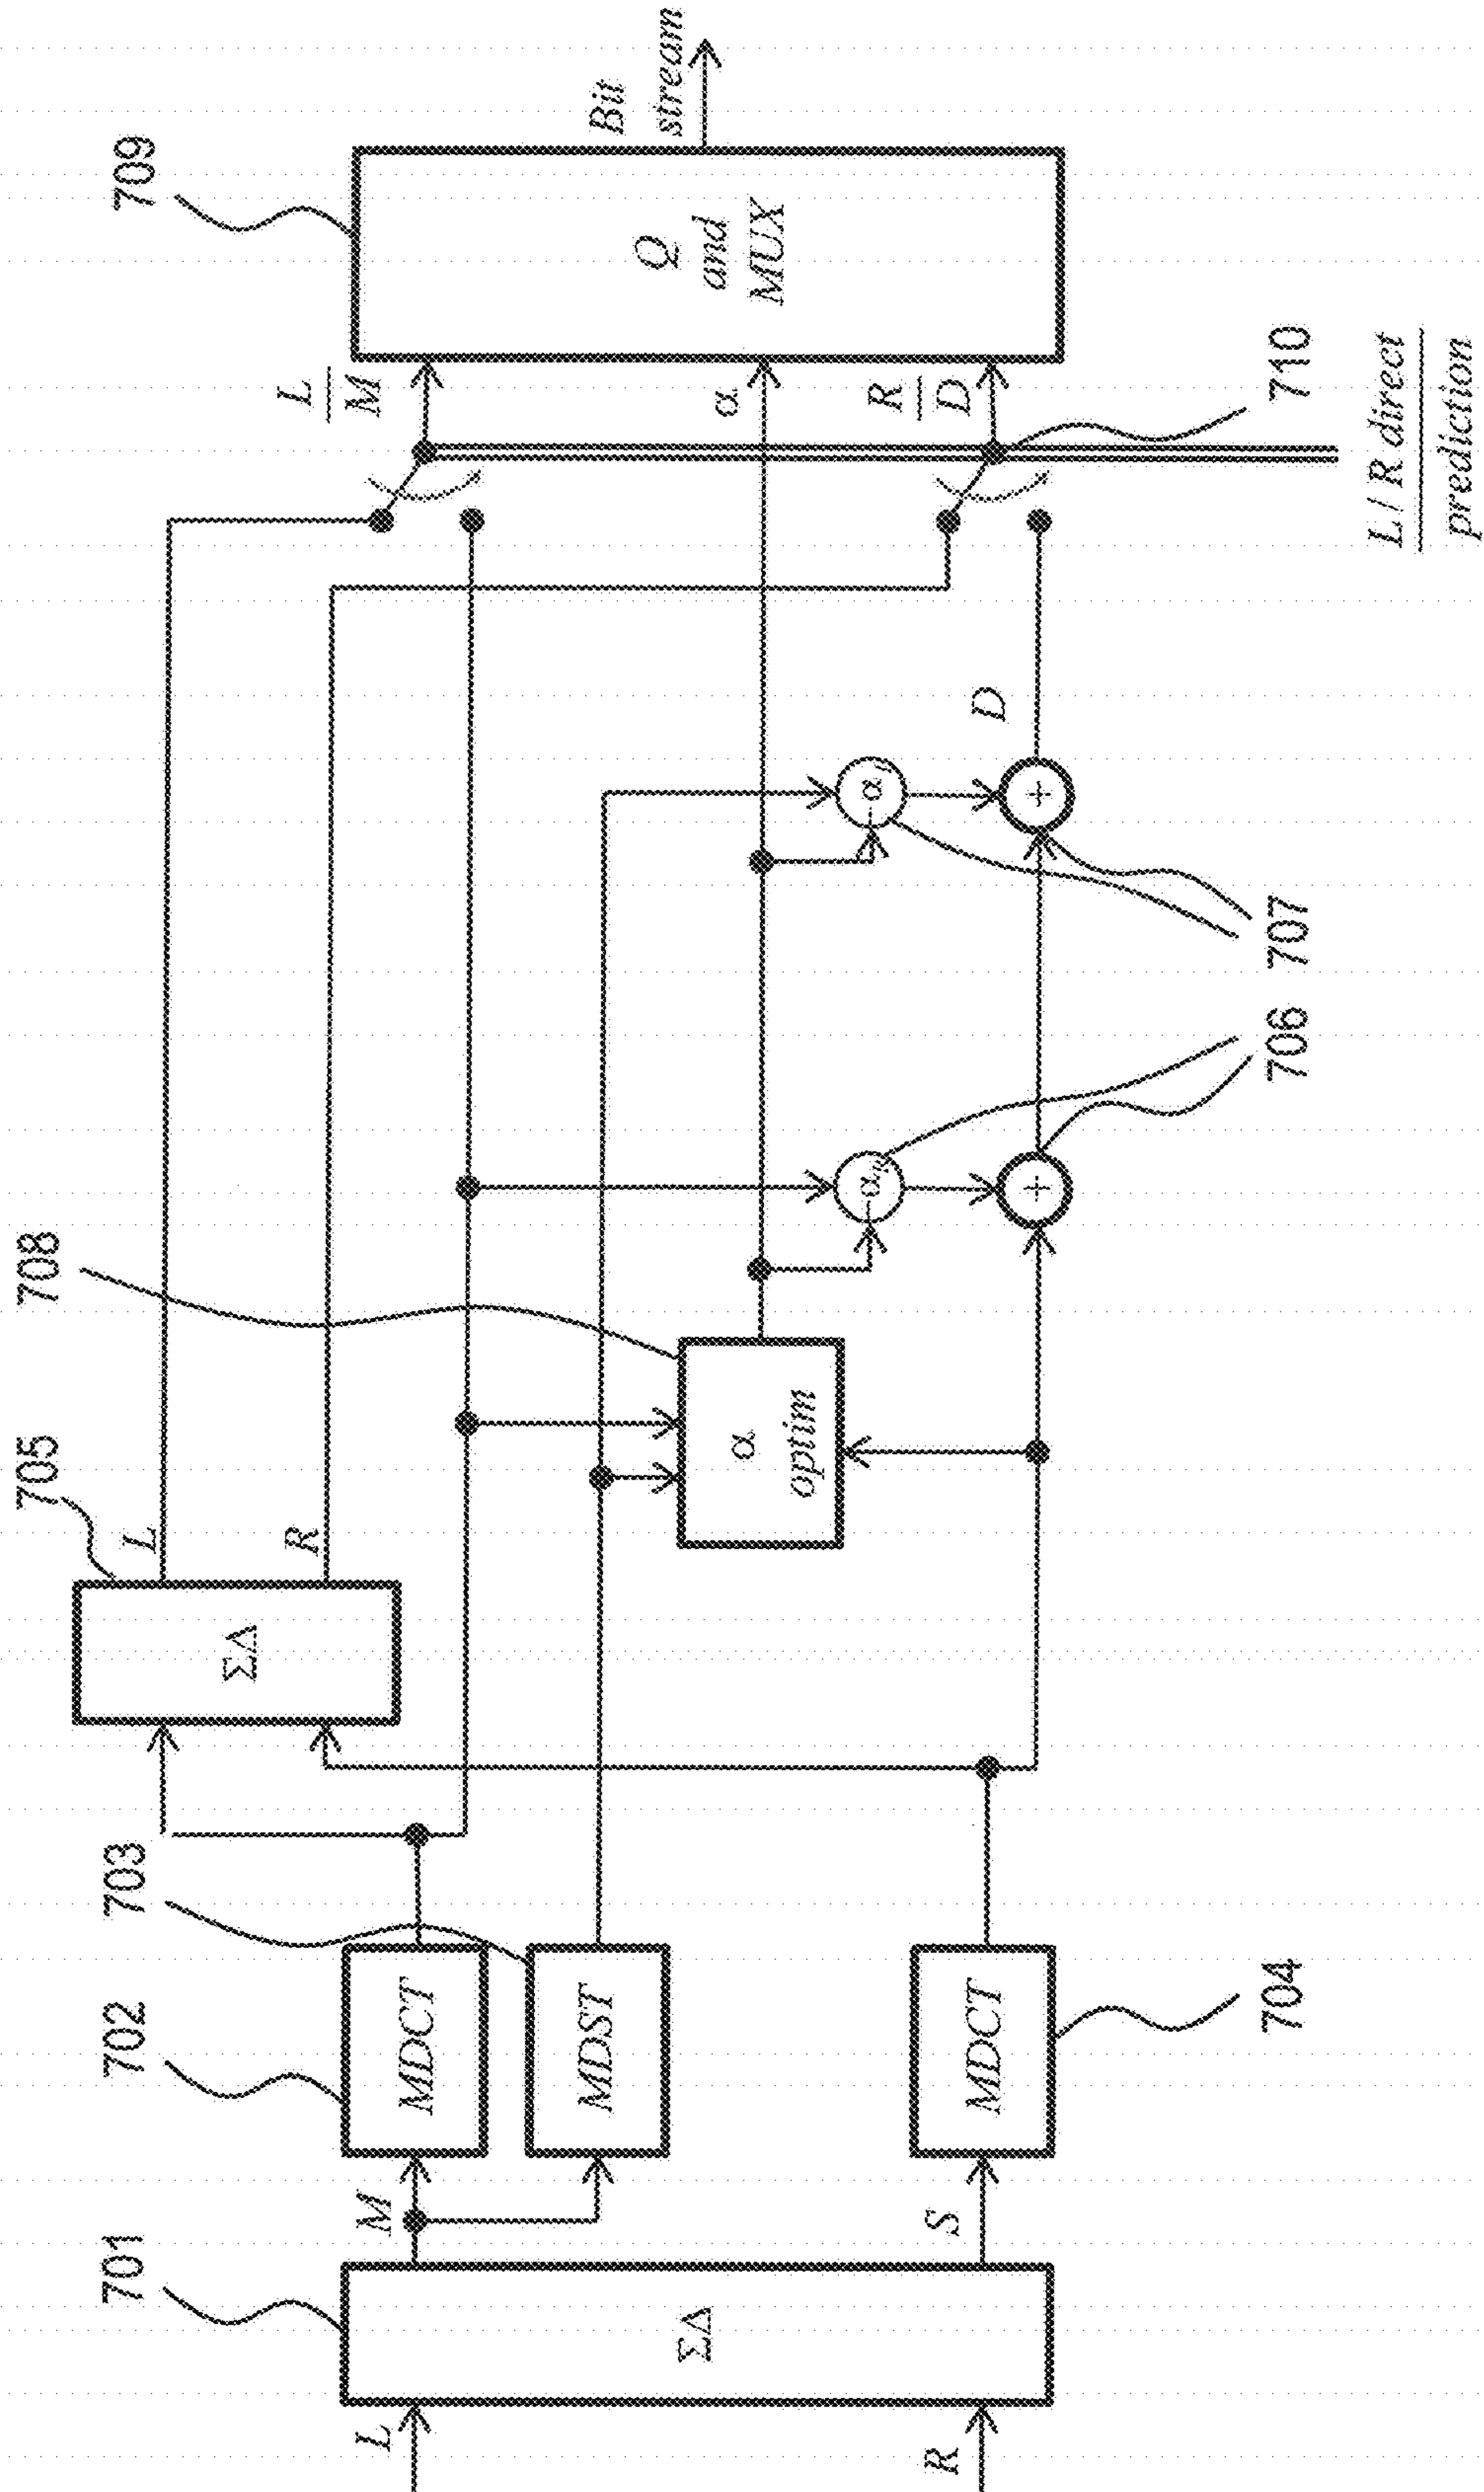 L
R
701
ΣΔ
M
S
702
MDCT
703
MDST
704
MDCT
705
ΣΔ
L
R
708
α
optim
706
+
707
+
D
L
M
α
R
D
709
Q
and
MUX
Bit
stream
710
L / R direct
prediction